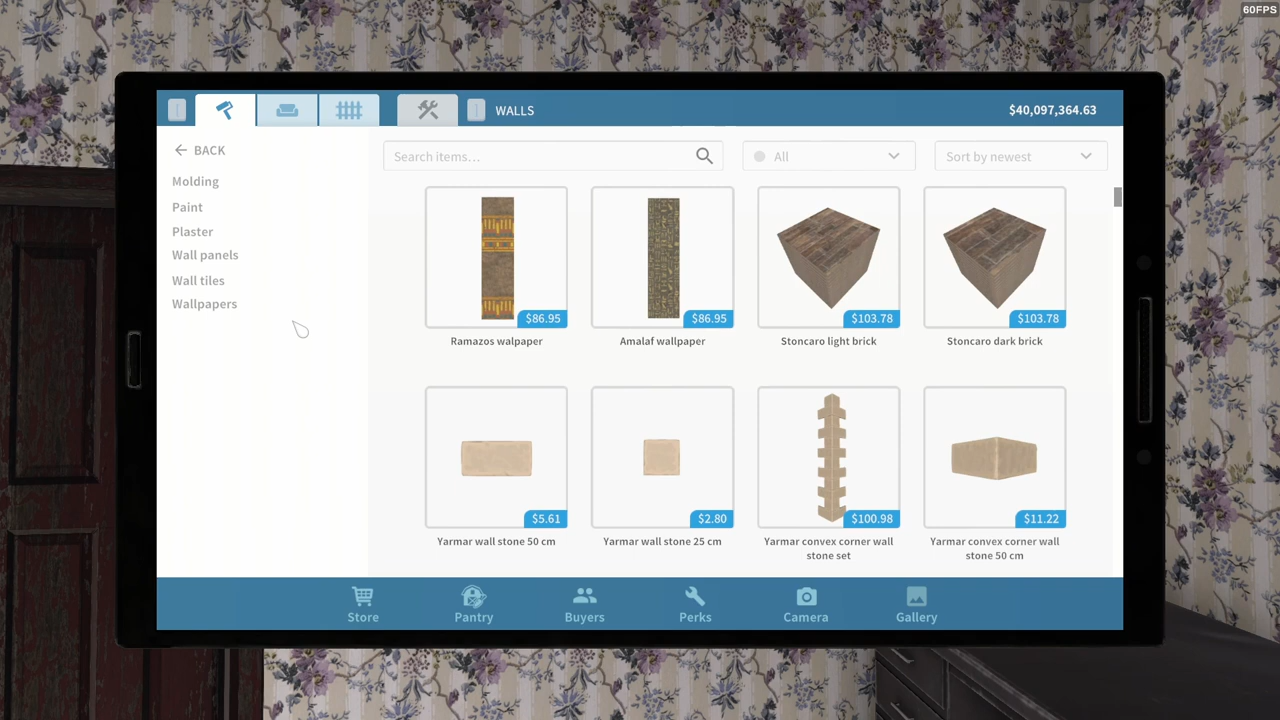 60FPS
WALLS
$40,097,364.63
BACK
Search items...
All
Sort by newest
Molding
Paint
Plaster
Wall panels
Wall tiles
Wallpapers
$86.95
$86.95
$103.78
$103.78
Ramazos walpaper
Amalaf wallpaper
Stoncaro light brick
Stoncaro dark brick
$5.61
$2.80
$100.98
$11.22
Yarmar wall stone 50 cm
Yarmar wall stone 25 cm
Yarmar convex corner wall
stone set
Yarmar convex corner wall
stone 50 cm
Store
Pantry
Buyers
Perks
Camera
Gallery